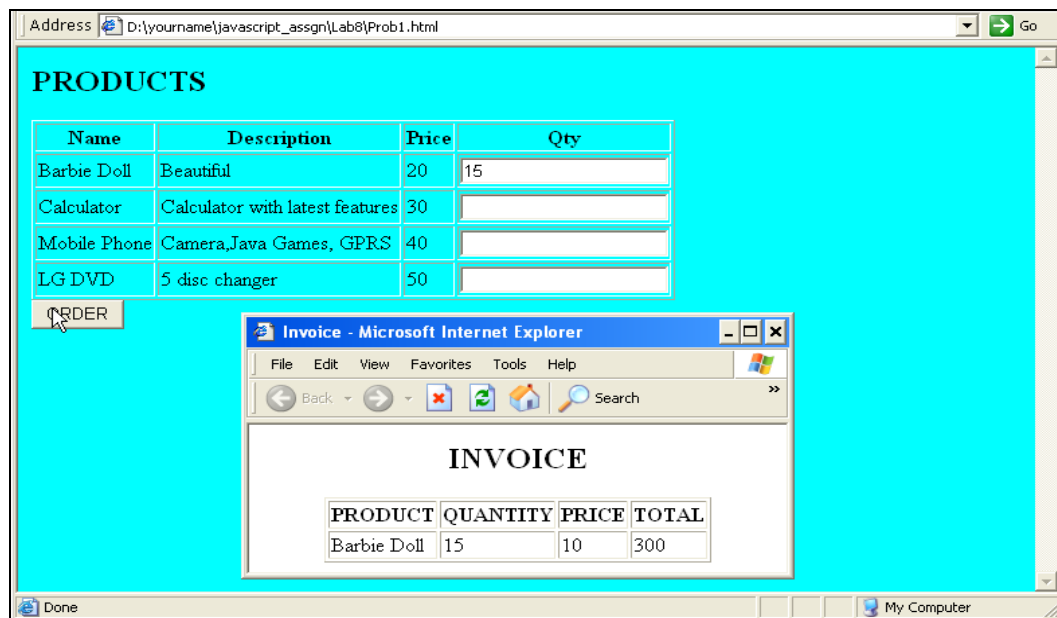 Address D:\yourname\javascript_assgn\Lab8\Prob1.html Go
PRODUCTS
Name Description Price Qty
Barbie Doll Beautiful 20 15
Calculator Calculator with latest features 30
Mobile Phone Camera,Java Games, GPRS 40
LG DVD 5 disc changer 50
ORDER
Invoice - Microsoft Internet Explorer
File Edit View Favorites Tools Help
Back Search »
INVOICE
PRODUCT QUANTITY PRICE TOTAL
Barbie Doll 15 10 300
Done My Computer